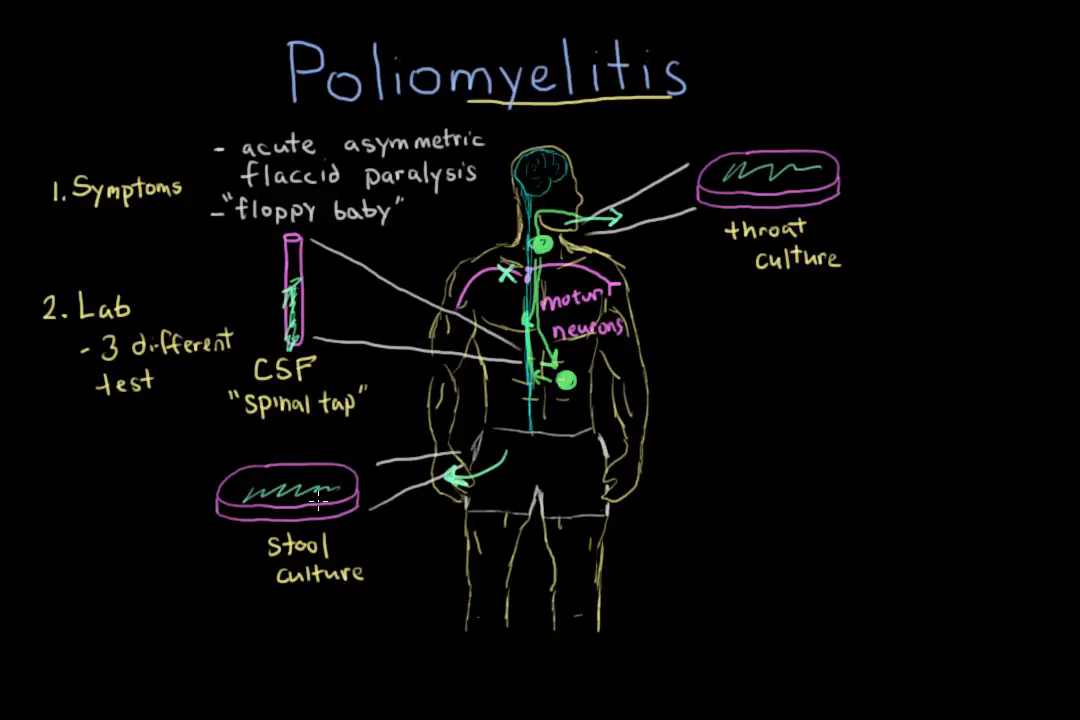 Poliomyelitis
1. Symptoms
- acute asymmetric
flaccid paralysis
- "floppy baby"
2. Lab
- 3 different
test
CSF
"spinal tap"
stool
culture
throat
culture
motor
neurons